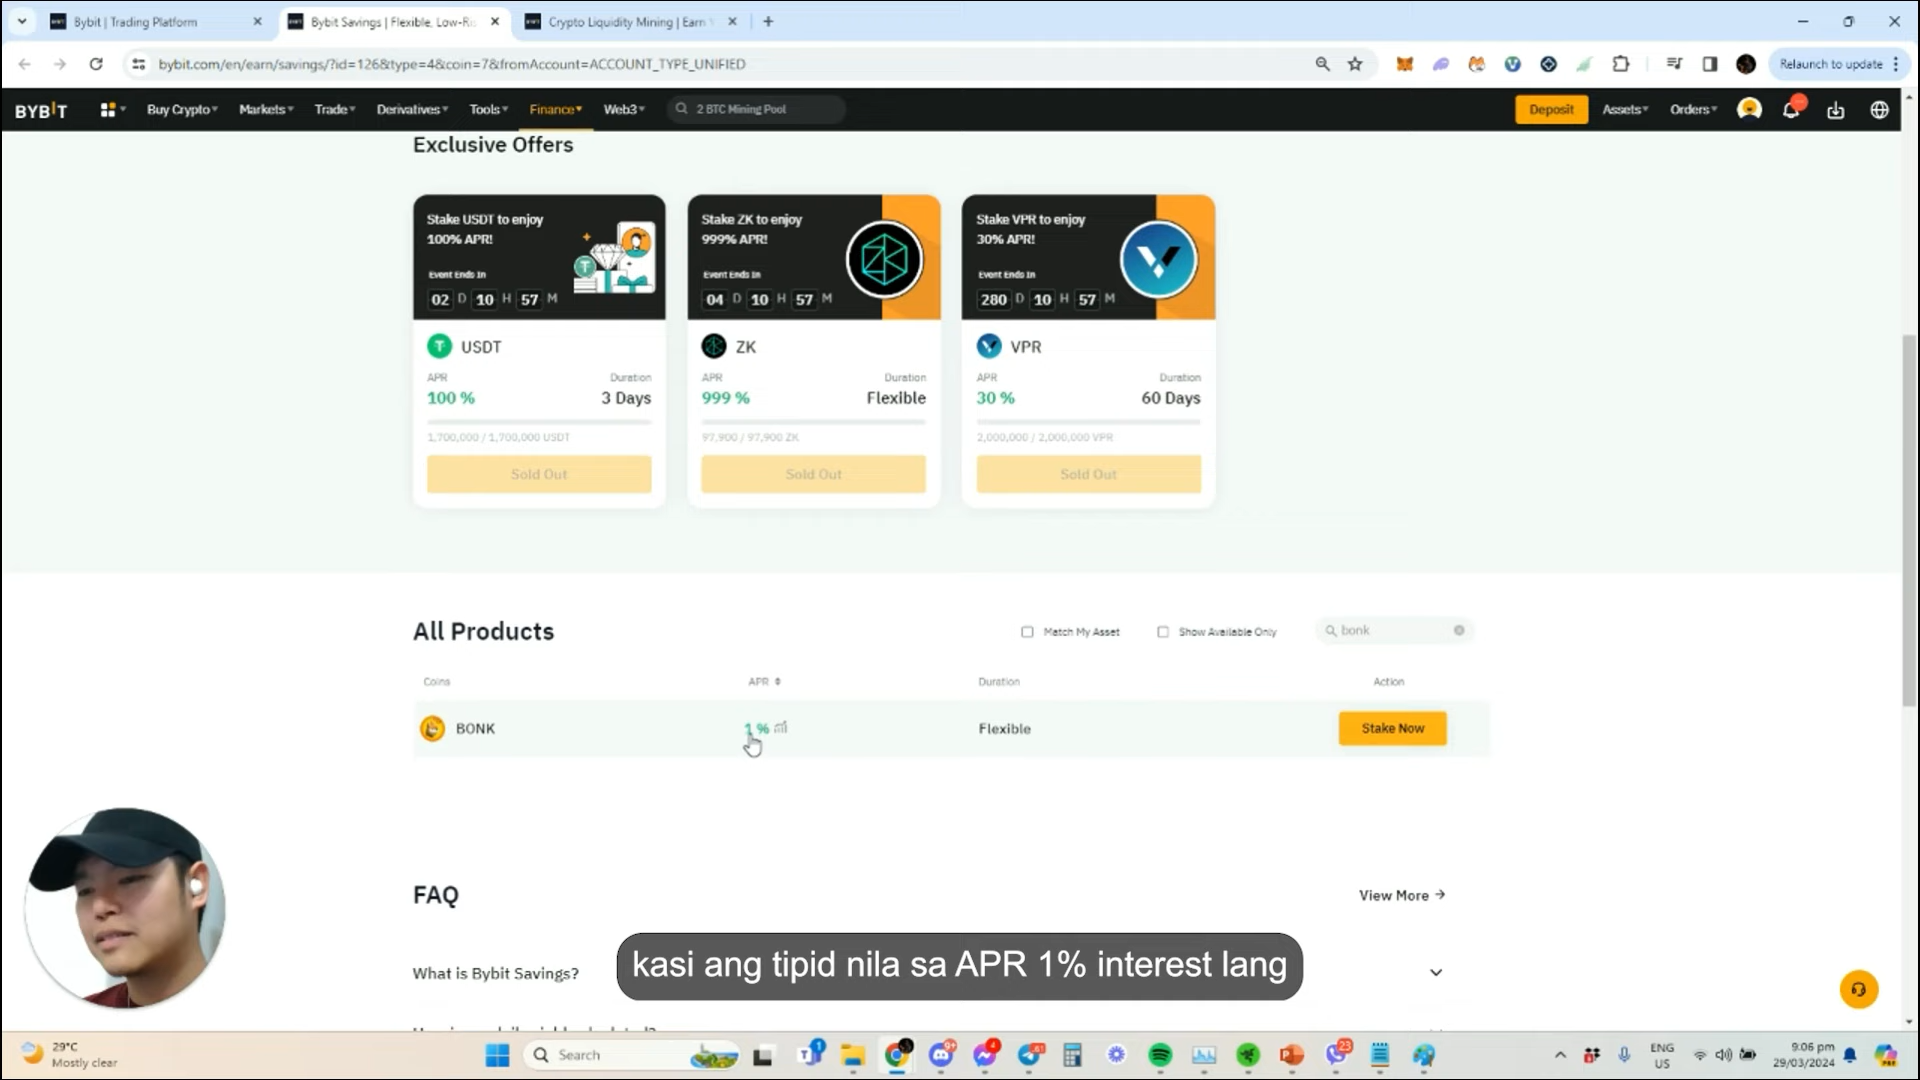 Bybit | Trading Platform
Bybit Savings | Flexible, Low-Ris
Crypto Liquidity Mining | Earn
bybit.com/en/earn/savings/?id=126&type=4&coin=7&fromAccount=ACCOUNT_TYPE_UNIFIED
Relaunch to update
BYBIT
Buy Crypto
Markets
Trade
Derivatives
Tools
Finance
Web3
2 BTC Mining Pool
Deposit
Assets
Orders
Exclusive Offers
Stake USDT to enjoy
100% APR!
Event Ends In
02 D 10 H 57 M
USDT
APR
Duration
100 %
3 Days
1,700,000 / 1,700,000 USDT
Sold Out
Stake ZK to enjoy
999% APR!
Event Ends In
04 D 10 H 57 M
ZK
APR
Duration
999 %
Flexible
97,900 / 97,900 ZK
Sold Out
Stake VPR to enjoy
30% APR!
Event Ends In
280 D 10 H 57 M
VPR
APR
Duration
30 %
60 Days
2,000,000 / 2,000,000 VPR
Sold Out
All Products
Match My Asset
Show Available Only
bonk
Coins
APR
Duration
Action
BONK
1 %
Flexible
Stake Now
FAQ
View More
What is Bybit Savings?
kasi ang tipid nila sa APR 1% interest lang
29°C
Mostly clear
Search
ENG
US
9:06 pm
29/03/2024